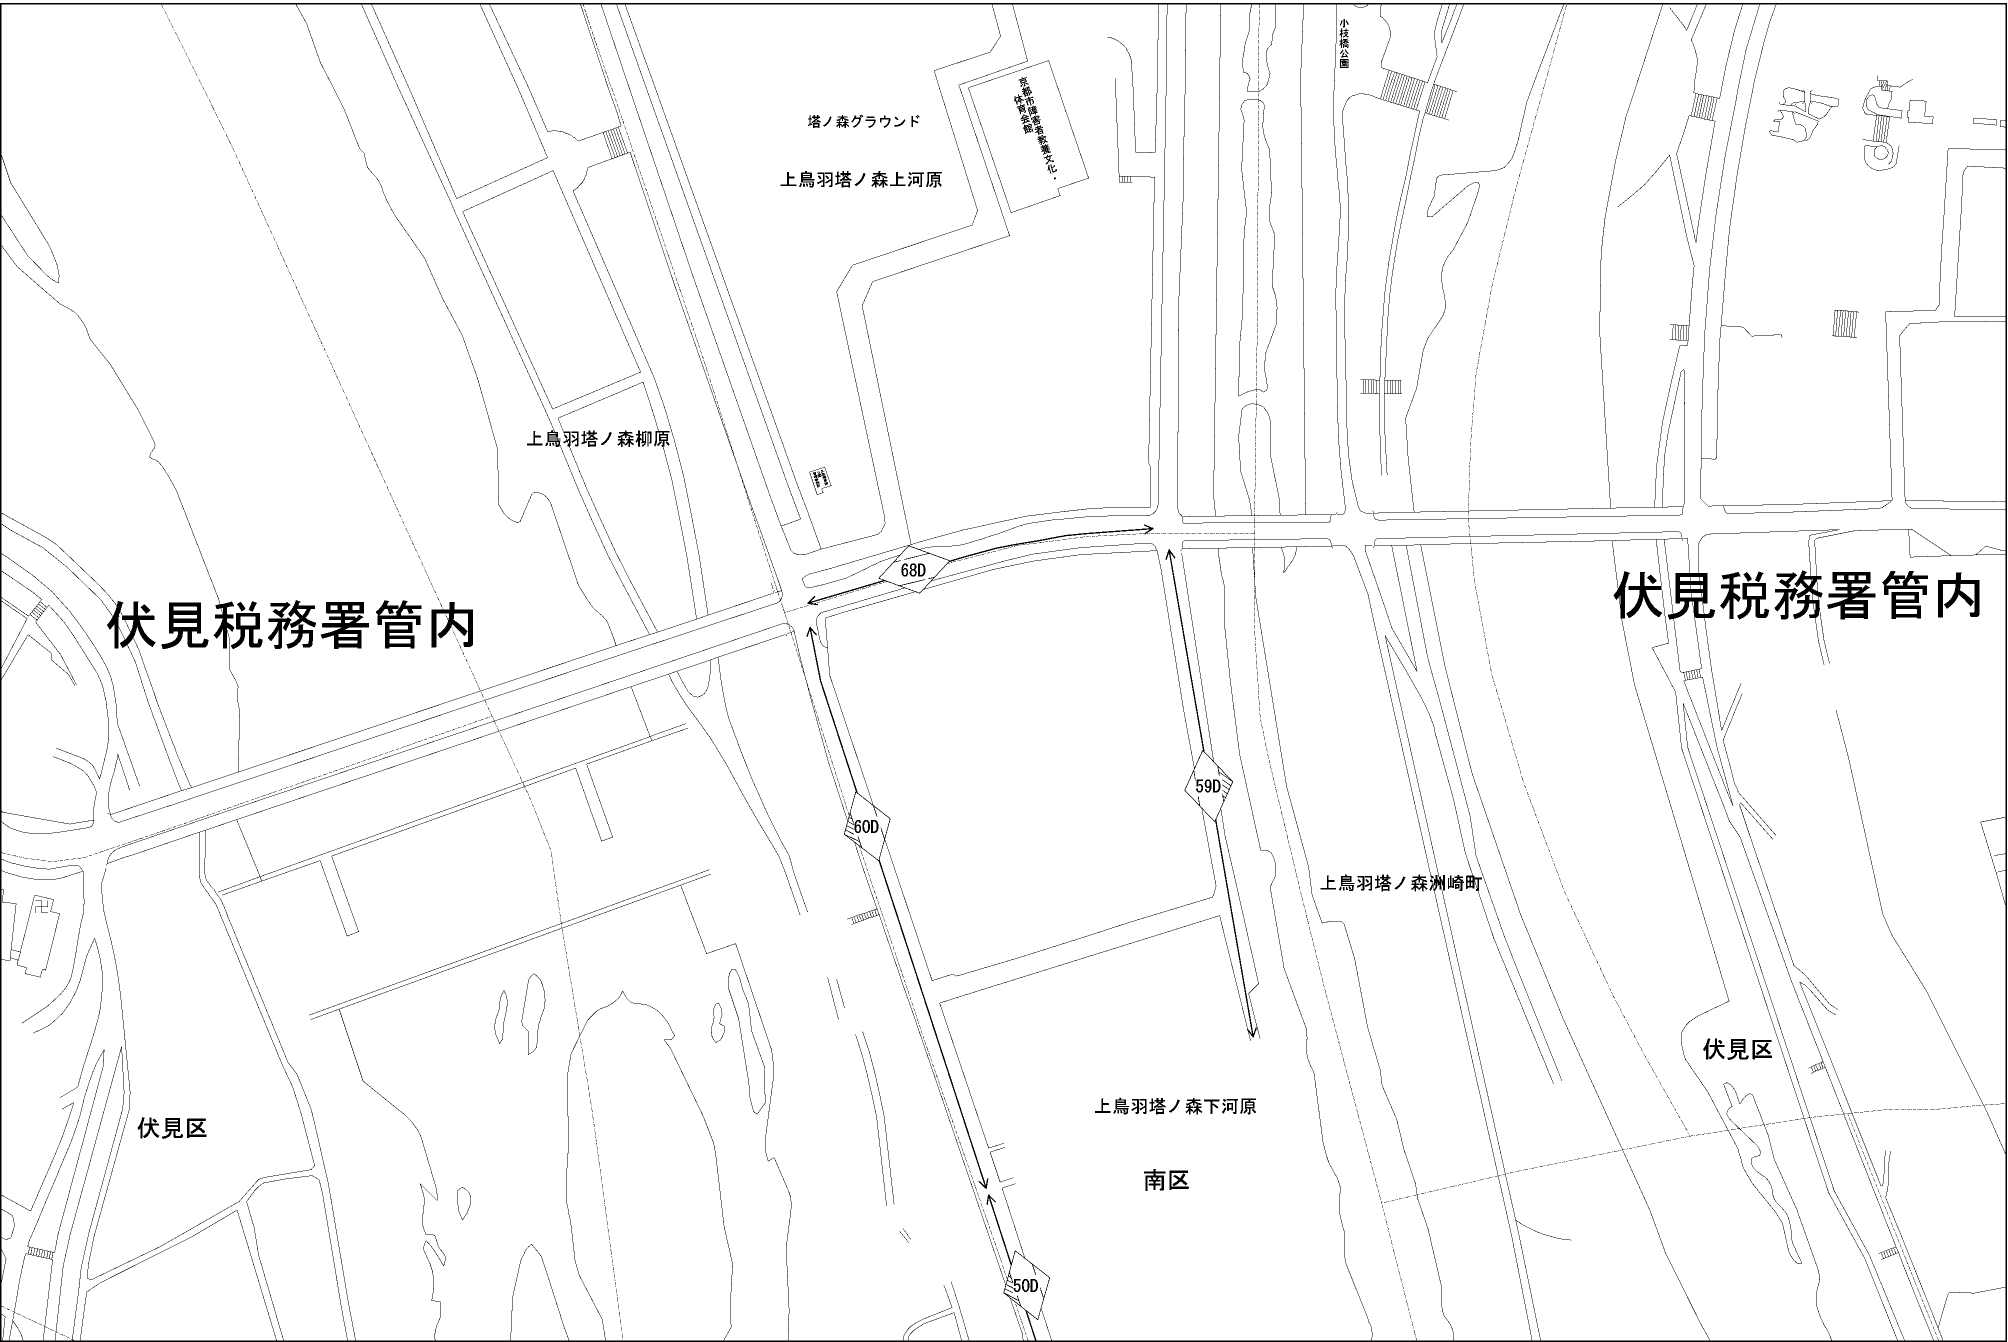 小枝橋公園
京都市障害者教養文化・
体育会館
塔ノ森グラウンド
上鳥羽塔ノ森上河原
上鳥羽塔ノ森柳原
68D
伏見税務署管内
伏見税務署管内
59D
60D
上鳥羽塔ノ森洲崎町
伏見区
上鳥羽塔ノ森下河原
伏見区
南区
50D